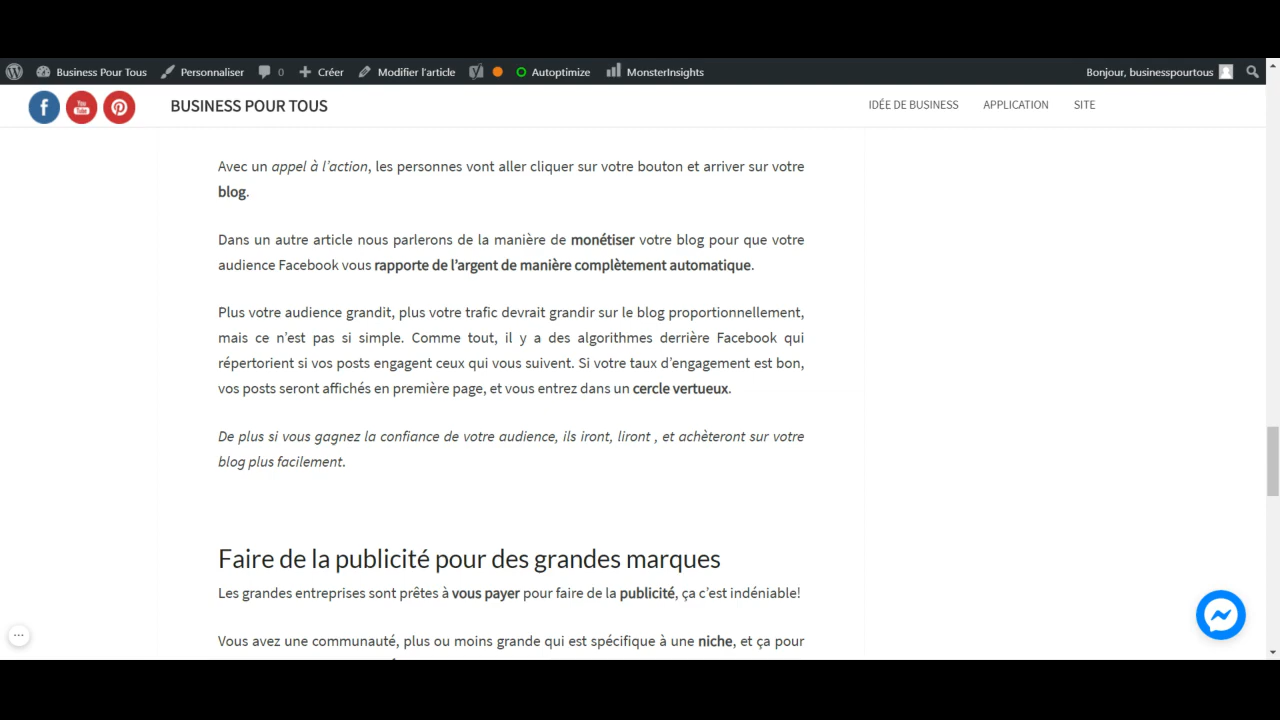 Business Pour Tous Personnaliser 0 Créer Modifier l'article Autoptimize MonsterInsights Bonjour, businesspourtous
f You Tube BUSINESS POUR TOUS IDÉE DE BUSINESS APPLICATION SITE
Avec un appel à l’action, les personnes vont aller cliquer sur votre bouton et arriver sur votre
blog.
Dans un autre article nous parlerons de la manière de monétiser votre blog pour que votre
audience Facebook vous rapporte de l’argent de manière complètement automatique.
Plus votre audience grandit, plus votre trafic devrait grandir sur le blog proportionnellement,
mais ce n'est pas si simple. Comme tout, il y a des algorithmes derrière Facebook qui
répertorient si vos posts engagent ceux qui vous suivent. Si votre taux d’engagement est bon,
vos posts seront affichés en première page, et vous entrez dans un cercle vertueux.
De plus si vous gagnez la confiance de votre audience, ils iront, liront , et achèteront sur votre
blog plus facilement.
Faire de la publicité pour des grandes marques
Les grandes entreprises sont prêtes à vous payer pour faire de la publicité, ça c’est indéniable!
Vous avez une communauté, plus ou moins grande qui est spécifique à une niche, et ça pour